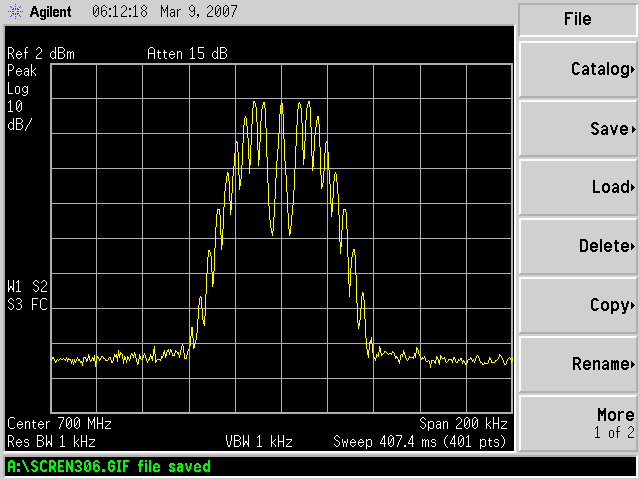 Agilent 06:12:18 Mar 9, 2007
File
Ref 2 dBm Atten 15 dB
Peak
Log
10
dB/
W1 S2
S3 FC
Center 700 MHz Span 200 kHz
Res BW 1 kHz VBW 1 kHz Sweep 407.4 ms (401 pts)
A:\SCREN306.GIF file saved
Catalog
Save
Load
Delete
Copy
Rename
More
1 of 2